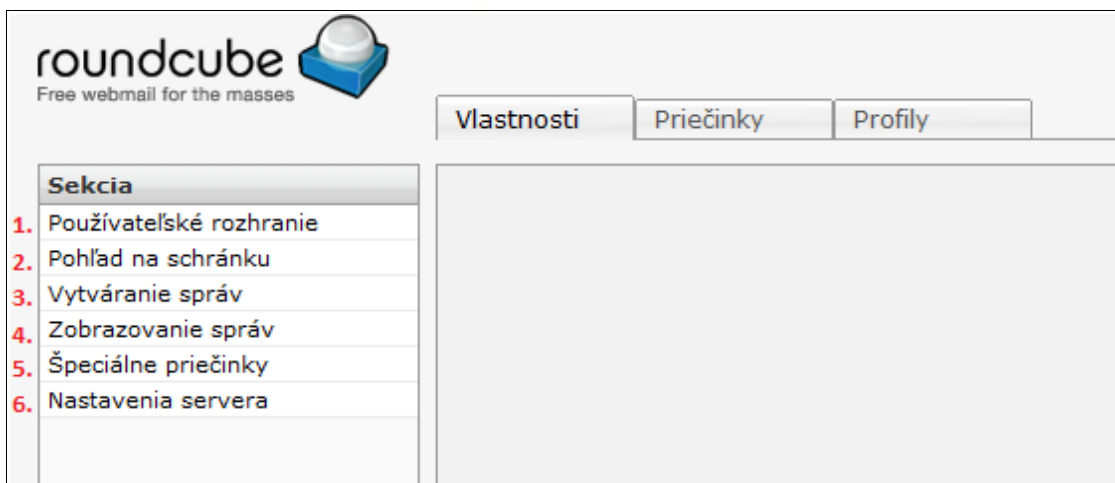 roundcube
Free webmail for the masses
Vlastnosti Priečinky Profily
Sekcia
1. Používateľské rozhranie
2. Pohľad na schránku
3. Vytváranie správ
4. Zobrazovanie správ
5. Špeciálne priečinky
6. Nastavenia servera